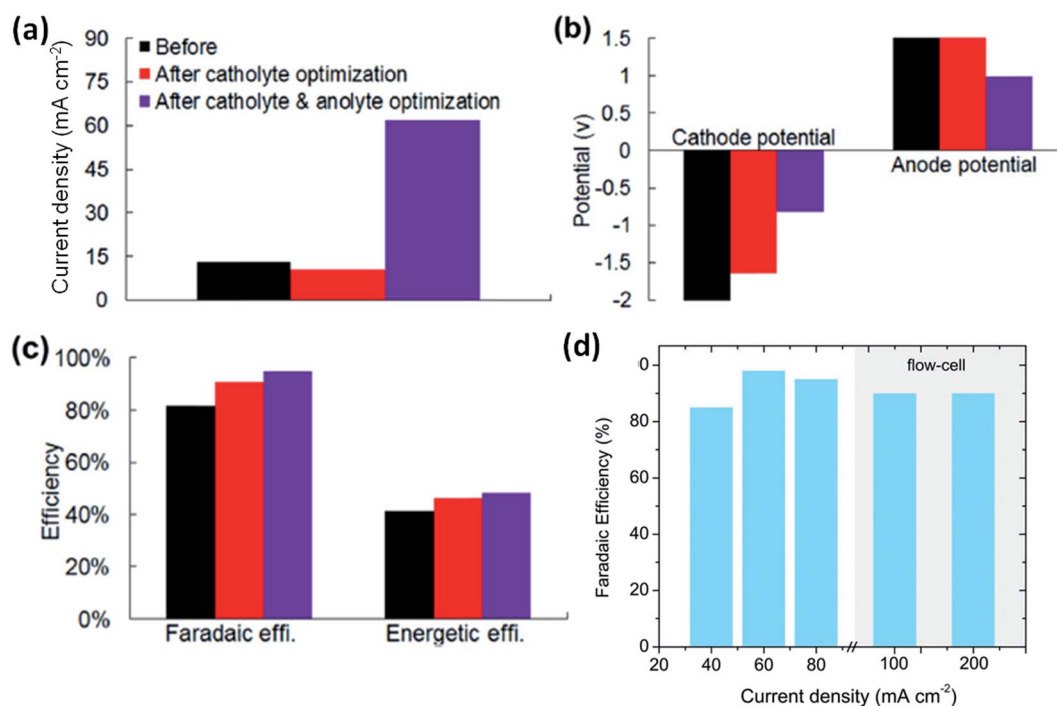 (a)
Current density (mA cm-2)
90
75
60
45
30
15
0
Before
After catholyte optimization
After catholyte & anolyte optimization
(b)
Potential (v)
1.5
1
0.5
0
-0.5
-1
-1.5
-2
Cathode potential
Anode potential
(c)
Efficiency
100%
80%
60%
40%
20%
0%
Faradaic effi.
Energetic effi.
(d)
Faradaic Efficiency (%)
0
80
60
40
20
0
flow-cell
20 40 60 80 100 200
Current density (mA cm-2)